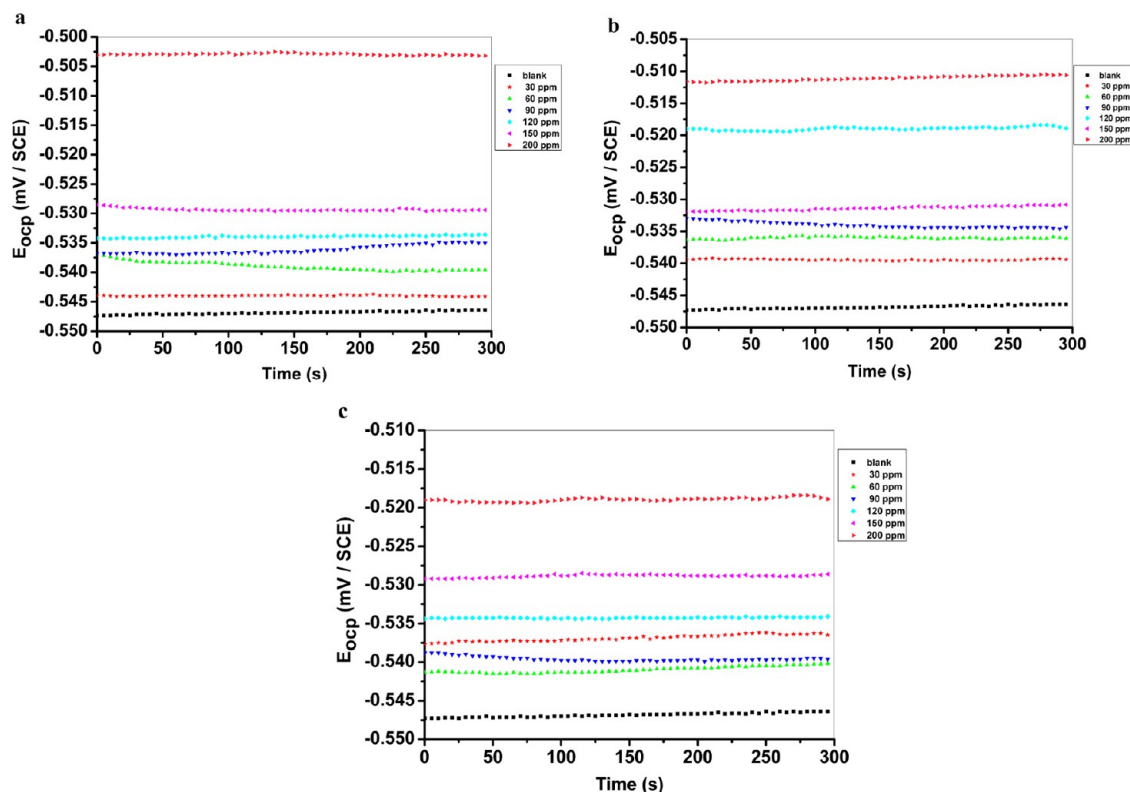 a
-0.500
-0.505
-0.510
-0.515
-0.520
-0.525
-0.530
-0.535
-0.540
-0.545
-0.550
E_ocp (mV / SCE)
0 50 100 150 200 250 300
Time (s)
blank
30 ppm
60 ppm
90 ppm
120 ppm
150 ppm
200 ppm
b
-0.505
-0.510
-0.515
-0.520
-0.525
-0.530
-0.535
-0.540
-0.545
-0.550
E_ocp (mV / SCE)
0 50 100 150 200 250 300
Time (s)
blank
30 ppm
60 ppm
90 ppm
120 ppm
150 ppm
200 ppm
c
-0.510
-0.515
-0.520
-0.525
-0.530
-0.535
-0.540
-0.545
-0.550
E_ocp (mV / SCE)
0 50 100 150 200 250 300
Time (s)
blank
30 ppm
60 ppm
90 ppm
120 ppm
150 ppm
200 ppm